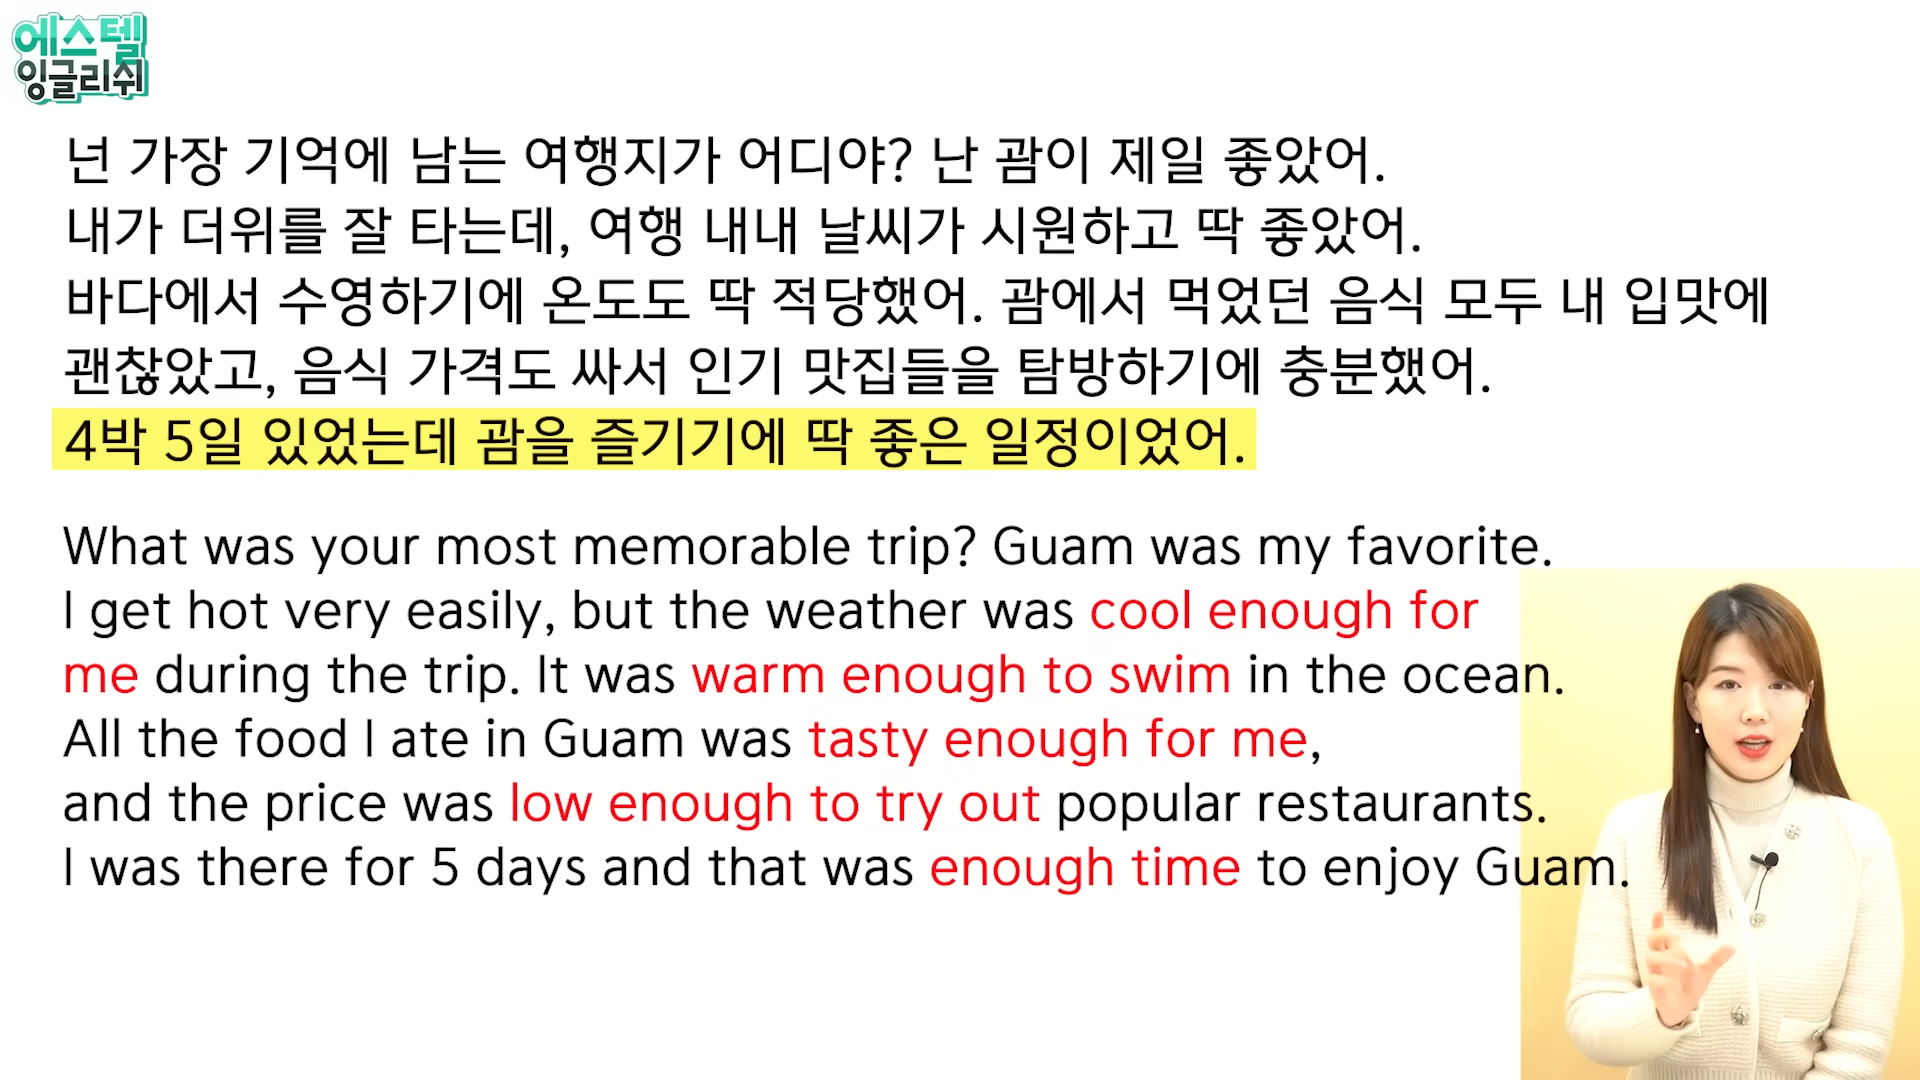 에스텔
잉글리쉬
넌 가장 기억에 남는 여행지가 어디야? 난 괌이 제일 좋았어.
내가 더위를 잘 타는데, 여행 내내 날씨가 시원하고 딱 좋았어.
바다에서 수영하기에 온도도 딱 적당했어. 괌에서 먹었던 음식 모두 내 입맛에
괜찮았고, 음식 가격도 싸서 인기 맛집들을 탐방하기에 충분했어.
4박 5일 있었는데 괌을 즐기기에 딱 좋은 일정이었어.
What was your most memorable trip? Guam was my favorite.
I get hot very easily, but the weather was cool enough for
me during the trip. It was warm enough to swim in the ocean.
All the food I ate in Guam was tasty enough for me,
and the price was low enough to try out popular restaurants.
I was there for 5 days and that was enough time to enjoy Guam.